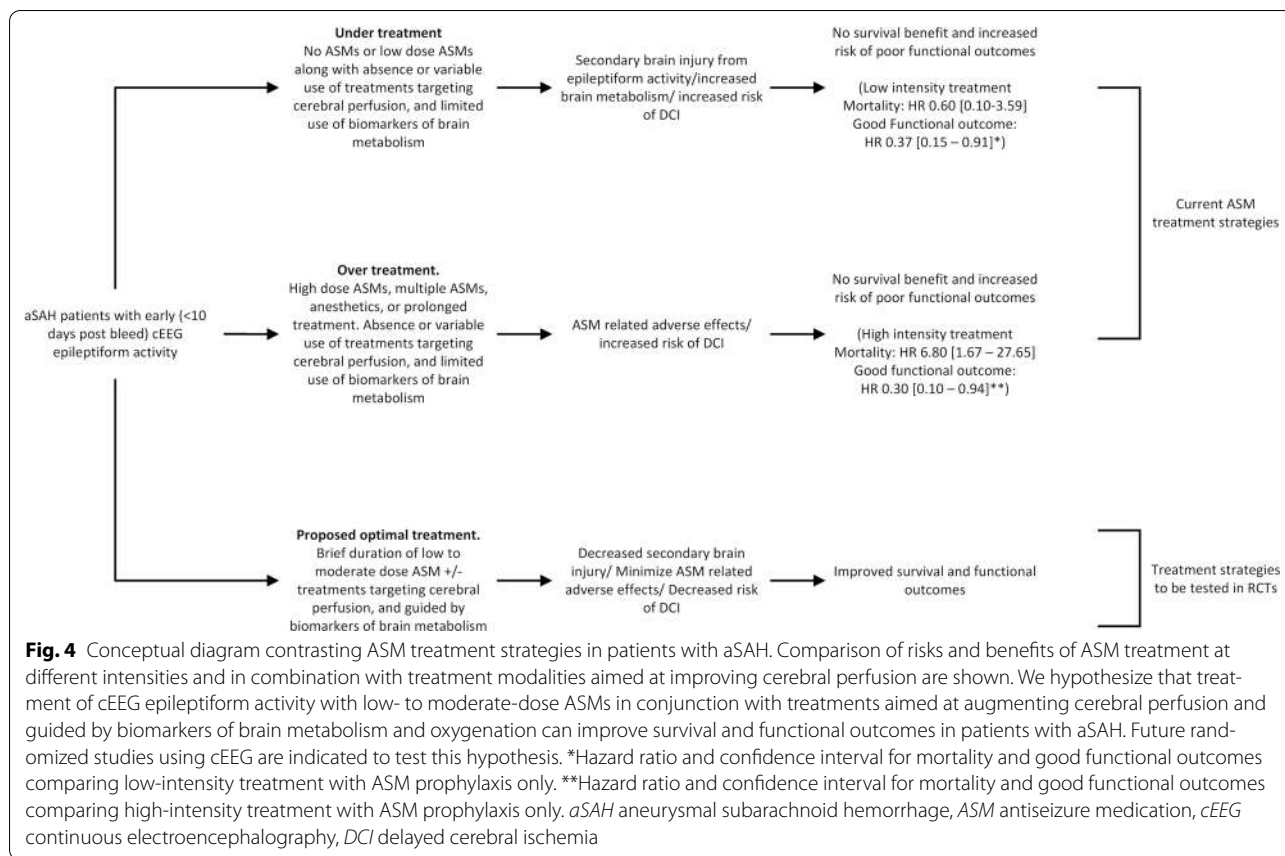 Under treatment
No ASMs or low dose ASMs
along with absence or variable
use of treatments targeting
cerebral perfusion, and limited
use of biomarkers of brain
metabolism
Secondary brain injury from
epileptiform activity/increased
brain metabolism/ increased risk
of DCI
No survival benefit and increased
risk of poor functional outcomes
(Low intensity treatment
Mortality: HR 0.60 [0.10-3.59]
Good Functional outcome:
HR 0.37 [0.15 – 0.91]*)
Current ASM
treatment strategies
aSAH patients with early (<10
days post bleed) cEEG
epileptiform activity
Over treatment.
High dose ASMs, multiple ASMs,
anesthetics, or prolonged
treatment. Absence or variable
use of treatments targeting
cerebral perfusion, and limited
use of biomarkers of brain
metabolism
ASM related adverse effects/
increased risk of DCI
No survival benefit and increased
risk of poor functional outcomes
(High intensity treatment
Mortality: HR 6.80 [1.67 – 27.65]
Good functional outcome:
HR 0.30 [0.10 – 0.94]**)
Proposed optimal treatment.
Brief duration of low to
moderate dose ASM +/-
treatments targeting cerebral
perfusion, and guided by
biomarkers of brain metabolism
Decreased secondary brain
injury/ Minimize ASM related
adverse effects/ Decreased risk
of DCI
Improved survival and functional
outcomes
Treatment strategies
to be tested in RCTs
Fig. 4 Conceptual diagram contrasting ASM treatment strategies in patients with aSAH. Comparison of risks and benefits of ASM treatment at
different intensities and in combination with treatment modalities aimed at improving cerebral perfusion are shown. We hypothesize that treat-
ment of cEEG epileptiform activity with low- to moderate-dose ASMs in conjunction with treatments aimed at augmenting cerebral perfusion and
guided by biomarkers of brain metabolism and oxygenation can improve survival and functional outcomes in patients with aSAH. Future rand-
omized studies using cEEG are indicated to test this hypothesis. *Hazard ratio and confidence interval for mortality and good functional outcomes
comparing low-intensity treatment with ASM prophylaxis only. **Hazard ratio and confidence interval for mortality and good functional outcomes
comparing high-intensity treatment with ASM prophylaxis only. aSAH aneurysmal subarachnoid hemorrhage, ASM antiseizure medication, cEEG
continuous electroencephalography, DCI delayed cerebral ischemia